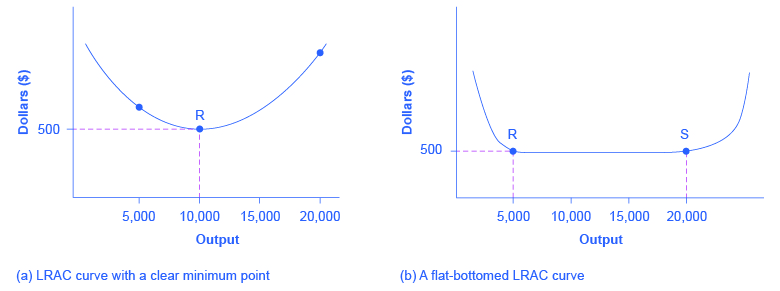 Dollars ($)
R
500
5,000 10,000 15,000 20,000
Output
(a) LRAC curve with a clear minimum point
Dollars ($)
R S
500
5,000 10,000 15,000 20,000
Output
(b) A flat-bottomed LRAC curve